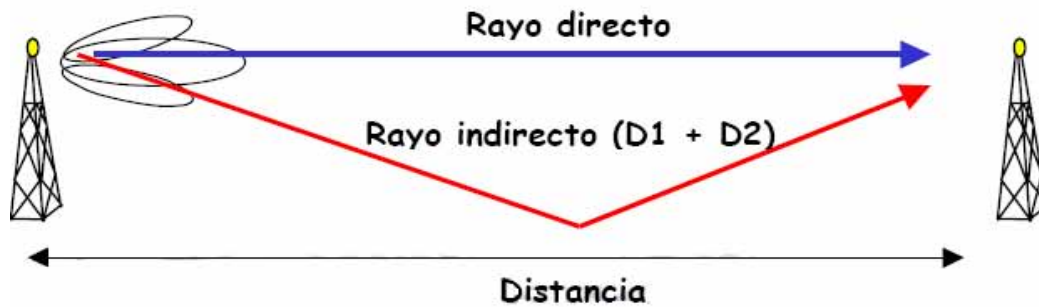 Rayo directo
Rayo indirecto (D1 + D2)
Distancia